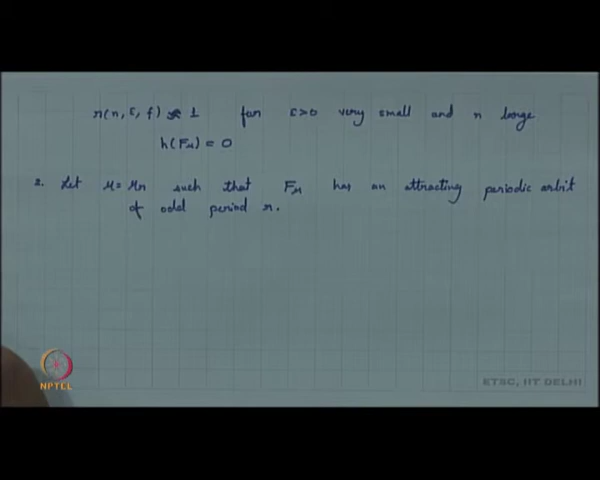 r(n, ε, f) ≈ 1 for ε>0 very small and n large
h(Fμ) = 0
2. Let μ = μn such that Fμ has an attracting periodic orbit
of odd period n.
NPTEL
ETSC, IIT DELHI